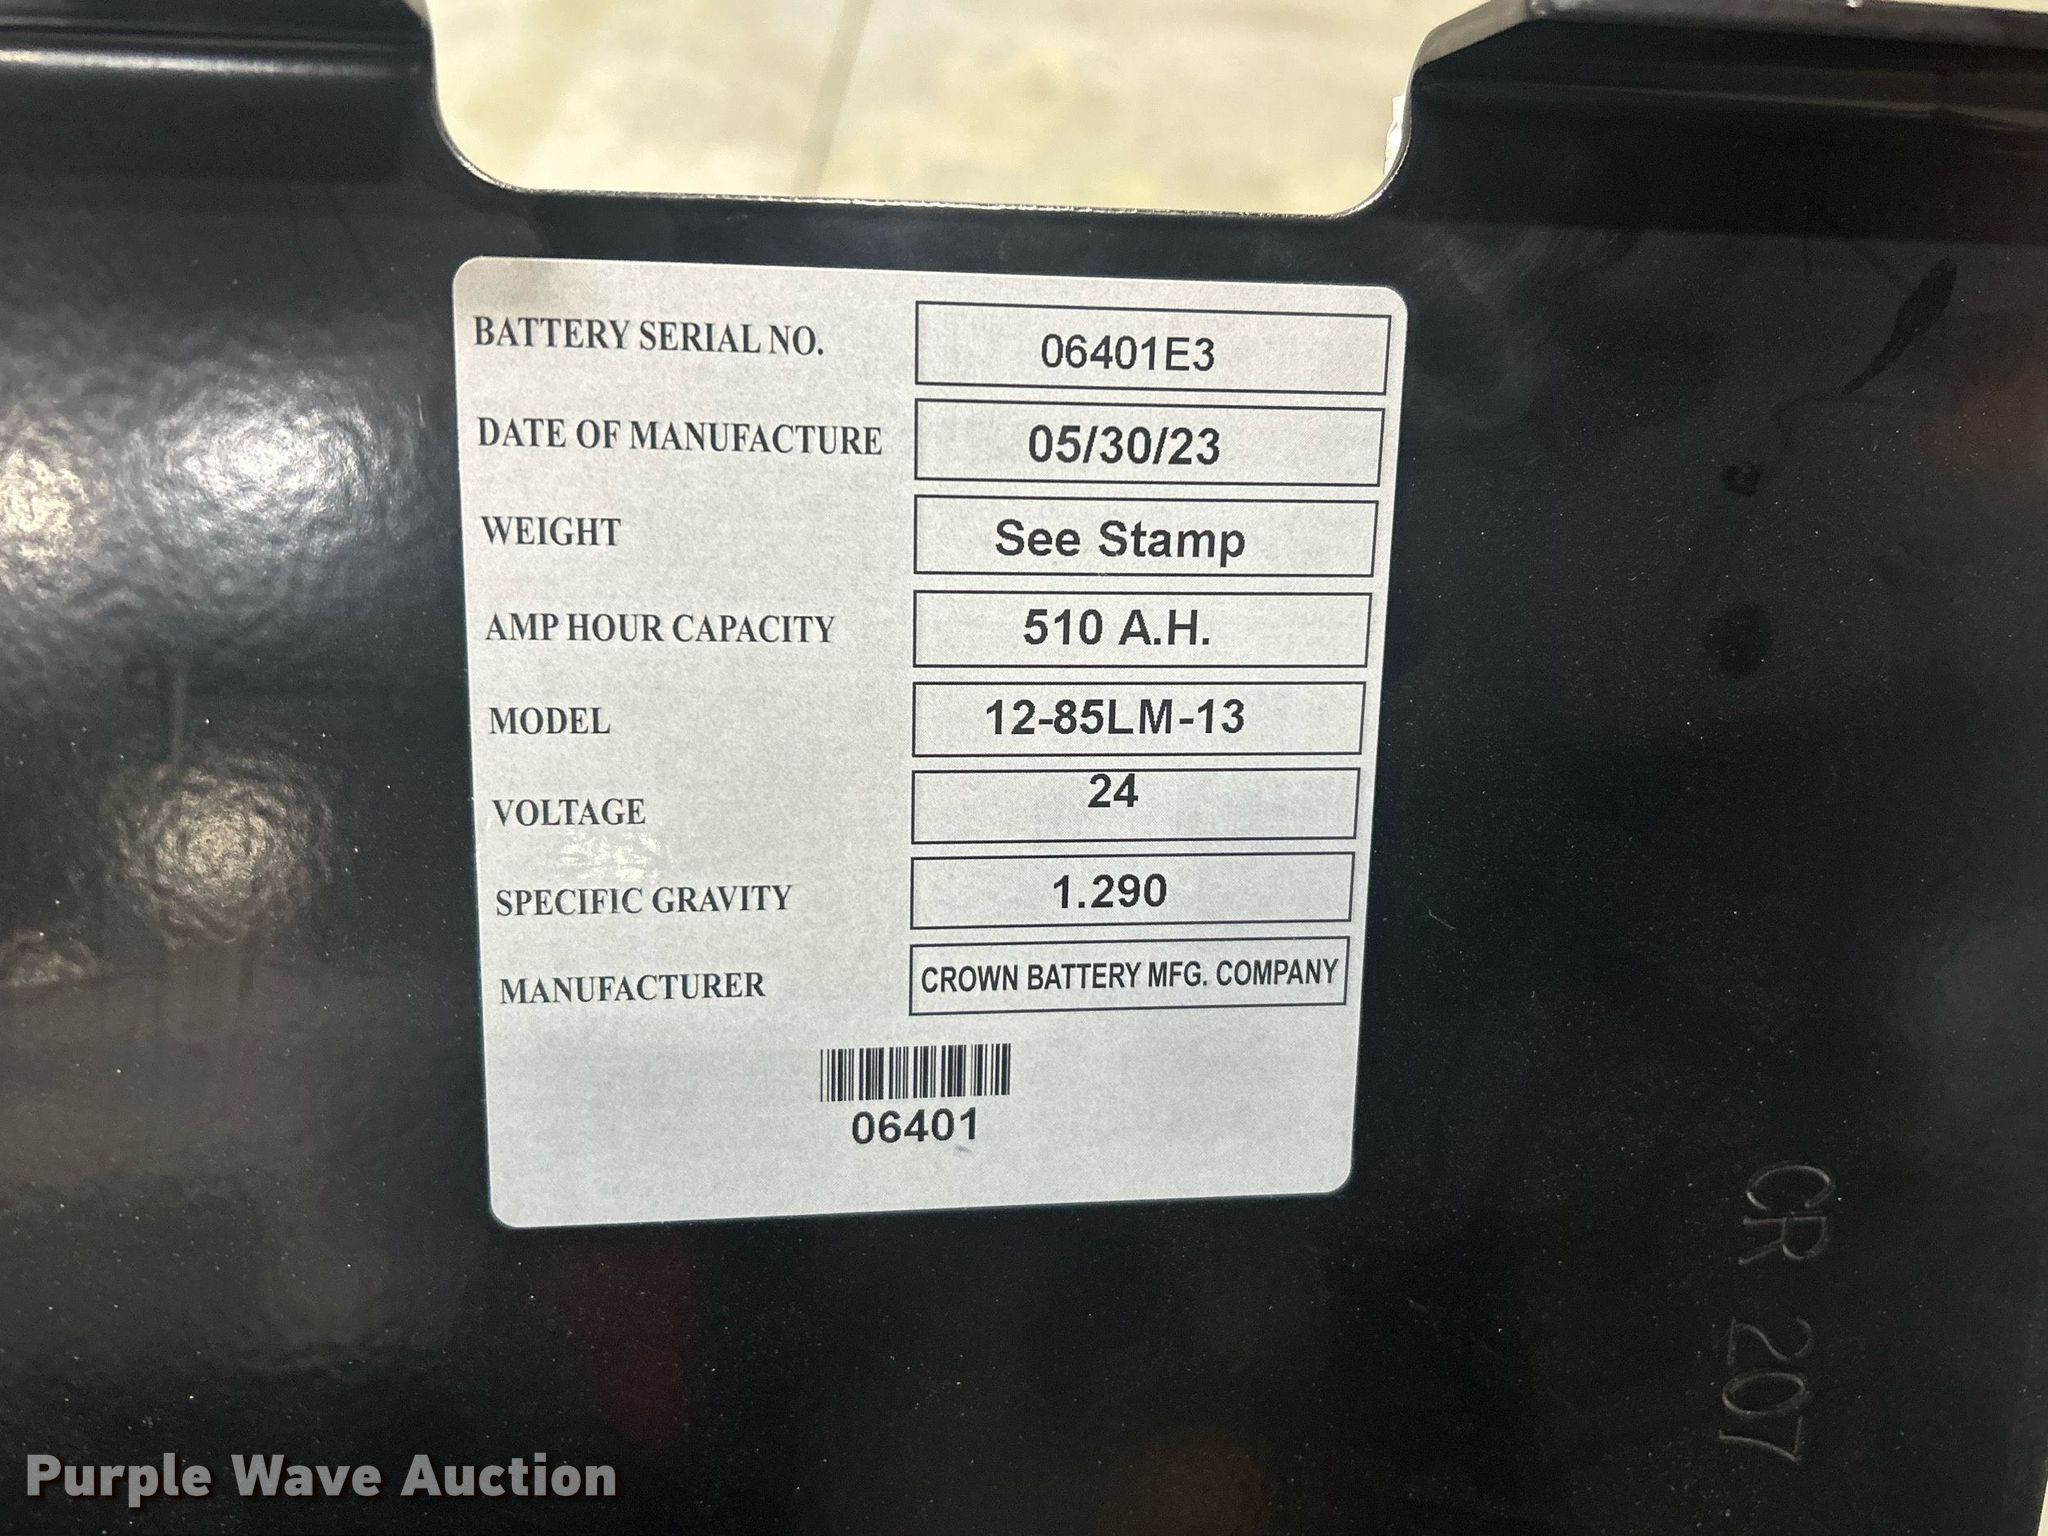 BATTERY SERIAL NO. 06401E3
DATE OF MANUFACTURE 05/30/23
WEIGHT See Stamp
AMP HOUR CAPACITY 510 A.H.
MODEL 12-85LM-13
VOLTAGE 24
SPECIFIC GRAVITY 1.290
MANUFACTURER CROWN BATTERY MFG. COMPANY
06401
CR 207
Purple Wave Auction